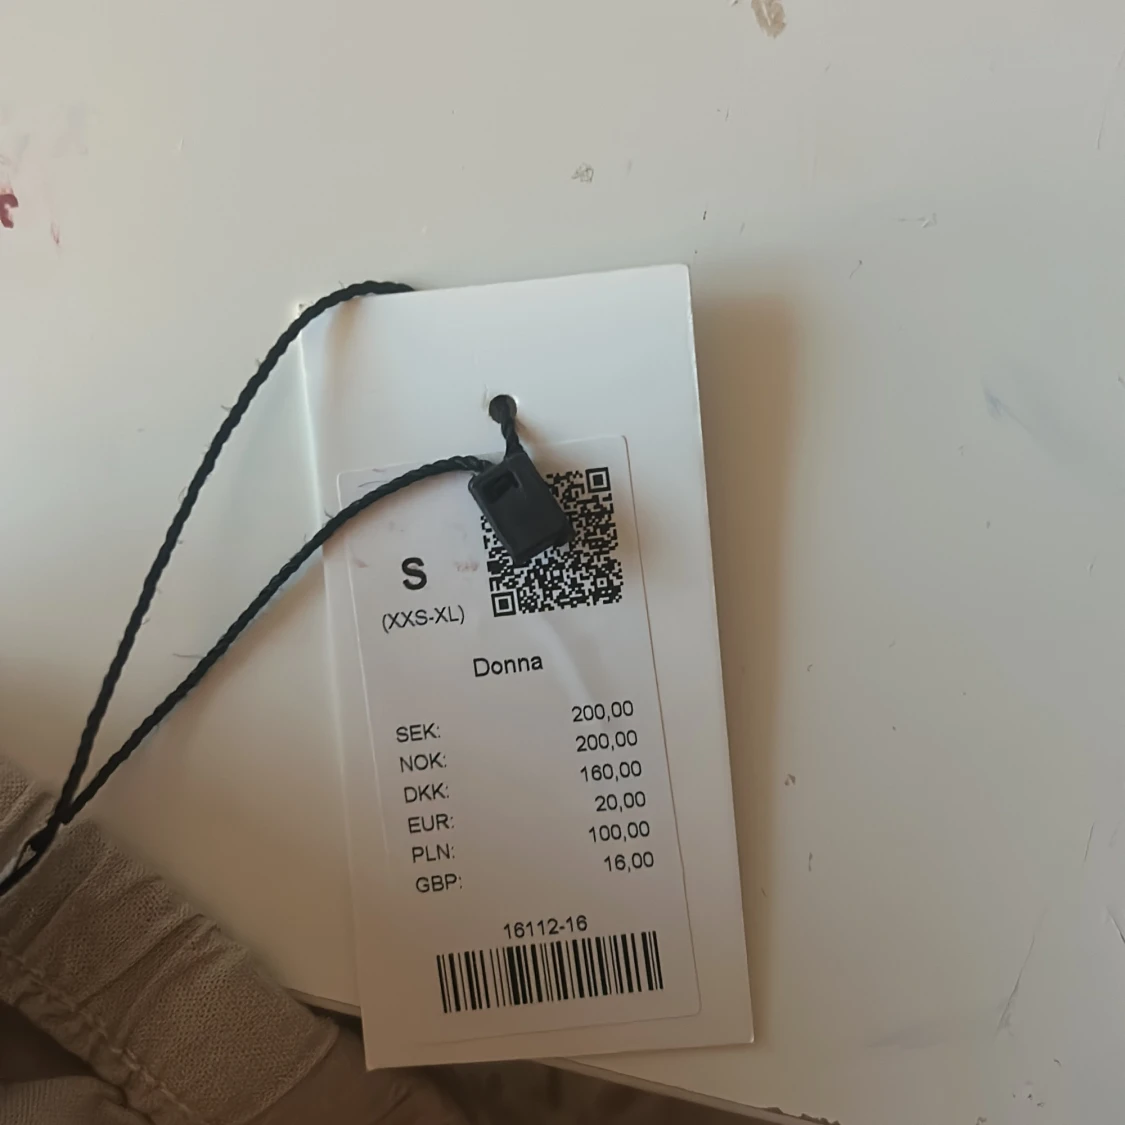 S
(XXS-XL)
Donna
SEK: 200,00
NOK: 200,00
DKK: 160,00
EUR: 20,00
PLN: 100,00
GBP: 16,00
16112-16